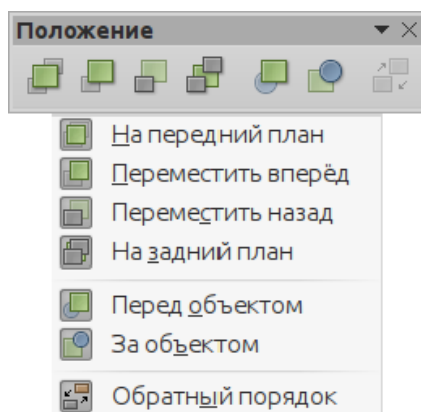 Положение
На передний план
Переместить вперёд
Переместить назад
На задний план
Перед объектом
За объектом
Обратный порядок